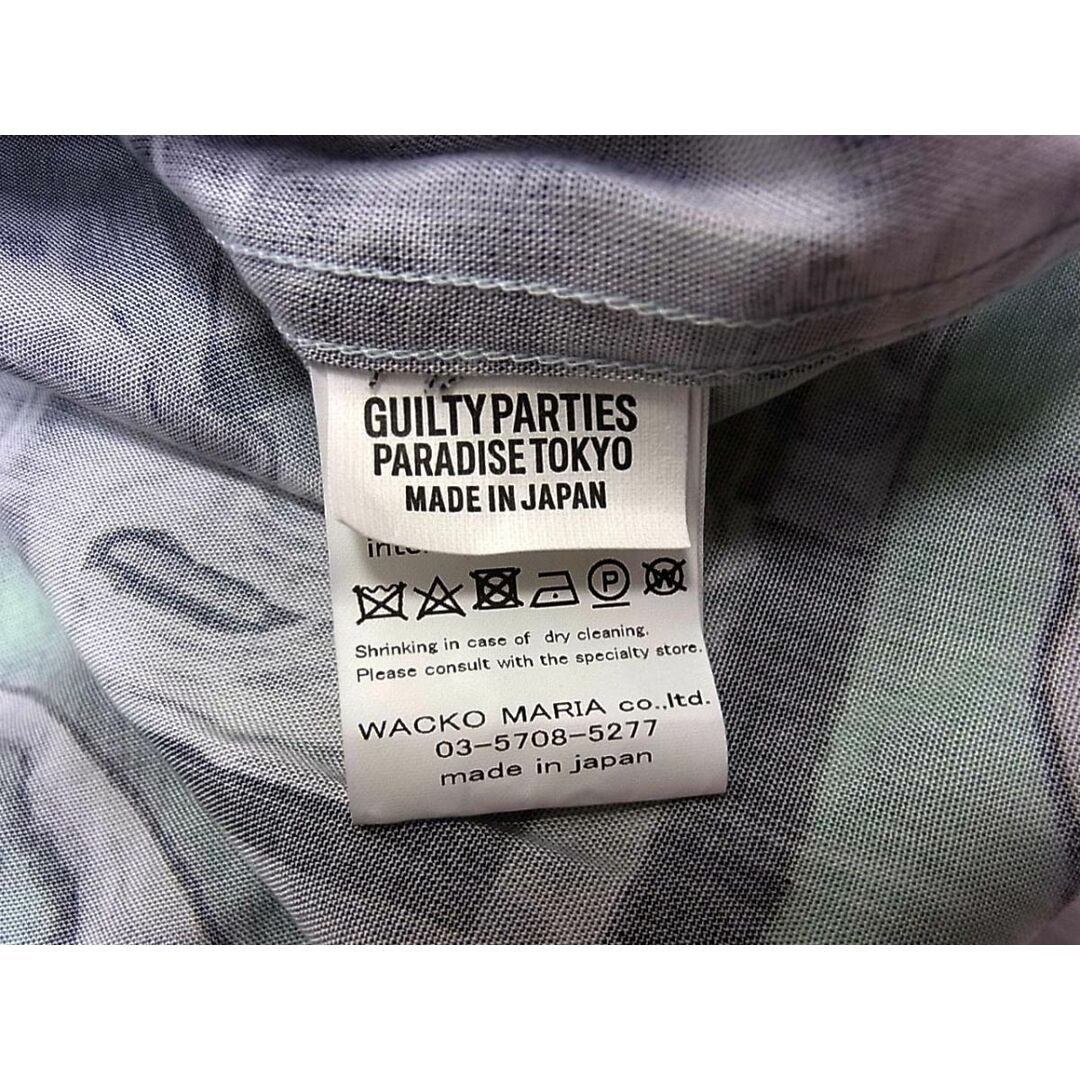 GUILTY PARTIES
PARADISE TOKYO
MADE IN JAPAN
P W
Shrinking in case of dry cleaning.
Please consult with the specialty store.
WACKO MARIA co.,ltd.
03-5708-5277
made in japan